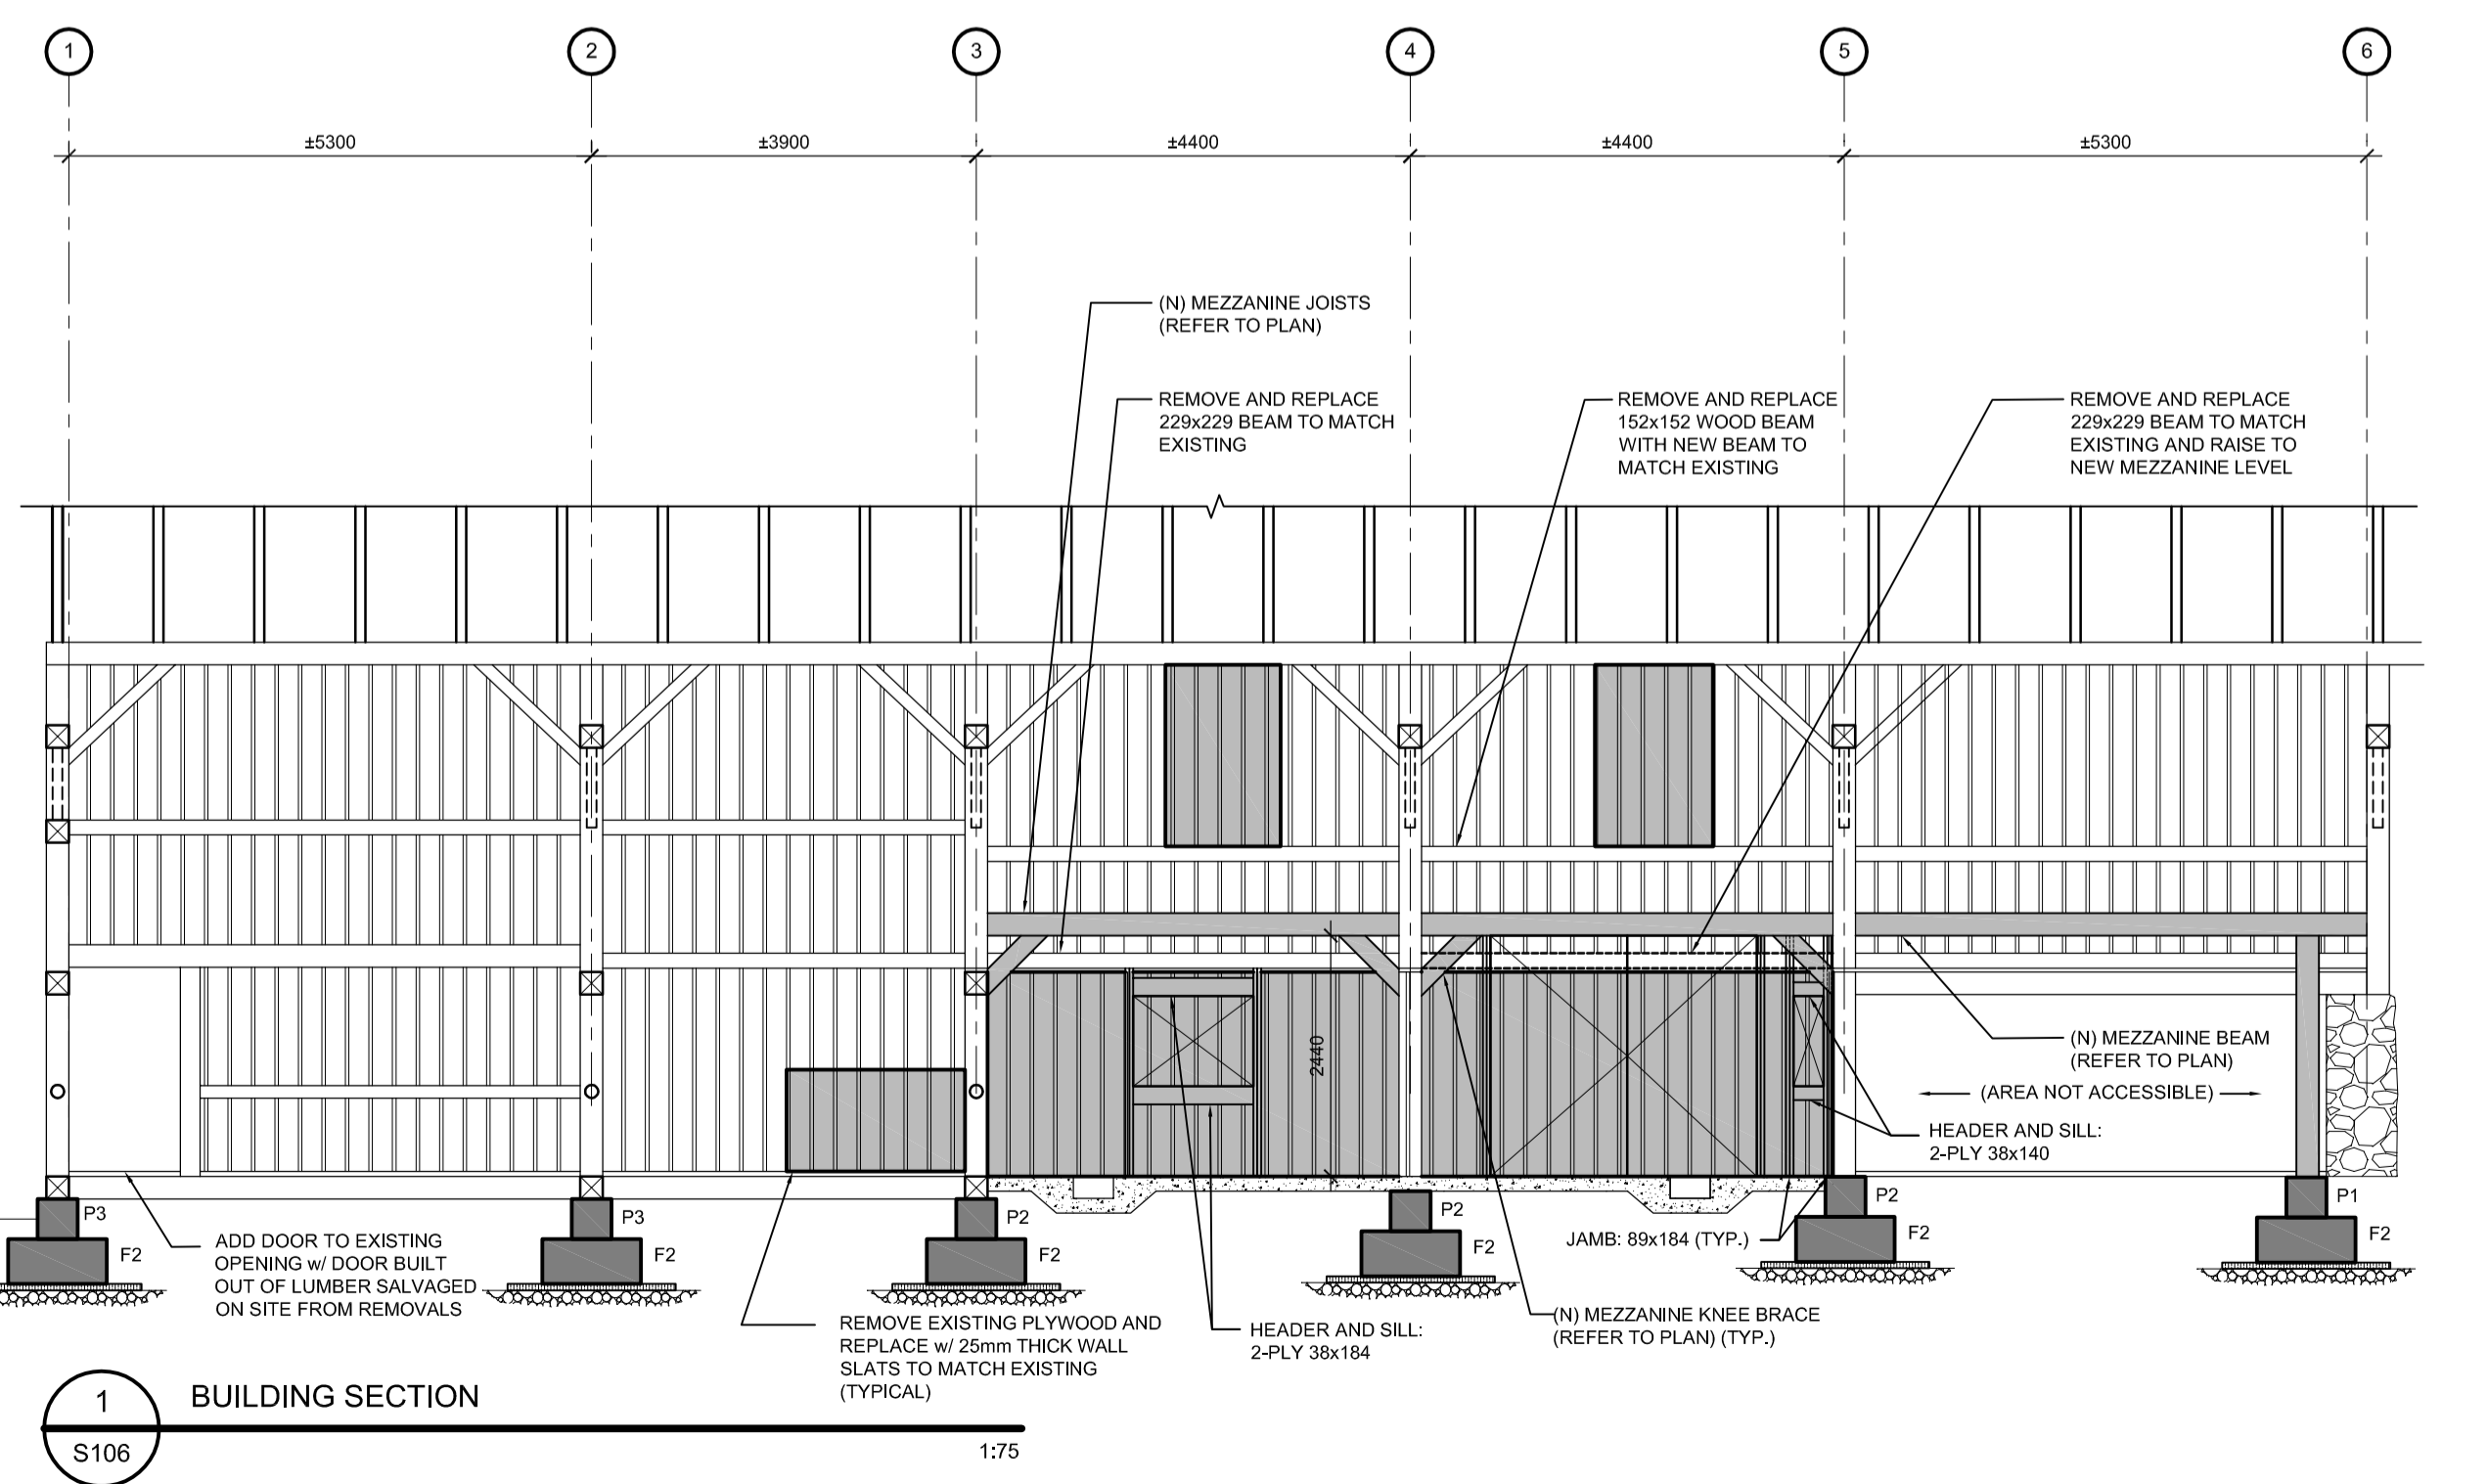 1
2
3
4
5
6
±5300
±3900
±4400
±4400
±5300
(N) MEZZANINE JOISTS
(REFER TO PLAN)
REMOVE AND REPLACE
229x229 BEAM TO MATCH
EXISTING
REMOVE AND REPLACE
152x152 WOOD BEAM
WITH NEW BEAM TO
MATCH EXISTING
REMOVE AND REPLACE
229x229 BEAM TO MATCH
EXISTING AND RAISE TO
NEW MEZZANINE LEVEL
2440
(N) MEZZANINE BEAM
(REFER TO PLAN)
(AREA NOT ACCESSIBLE)
HEADER AND SILL:
2-PLY 38x140
P3
F2
P3
F2
P2
F2
P2
F2
P2
F2
P1
F2
ADD DOOR TO EXISTING
OPENING w/ DOOR BUILT
OUT OF LUMBER SALVAGED
ON SITE FROM REMOVALS
REMOVE EXISTING PLYWOOD AND
REPLACE w/ 25mm THICK WALL
SLATS TO MATCH EXISTING
(TYPICAL)
HEADER AND SILL:
2-PLY 38x184
(N) MEZZANINE KNEE BRACE
(REFER TO PLAN) (TYP.)
JAMB: 89x184 (TYP.)
1
BUILDING SECTION
S106
1:75